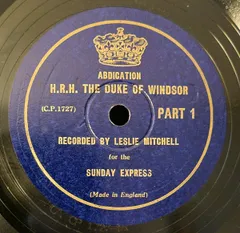 ABDICATION
H.R.H. THE DUKE OF WINDSOR
(C.P.1727) PART 1
RECORDED BY LESLIE MITCHELL
for the
SUNDAY EXPRESS
(Made in England)